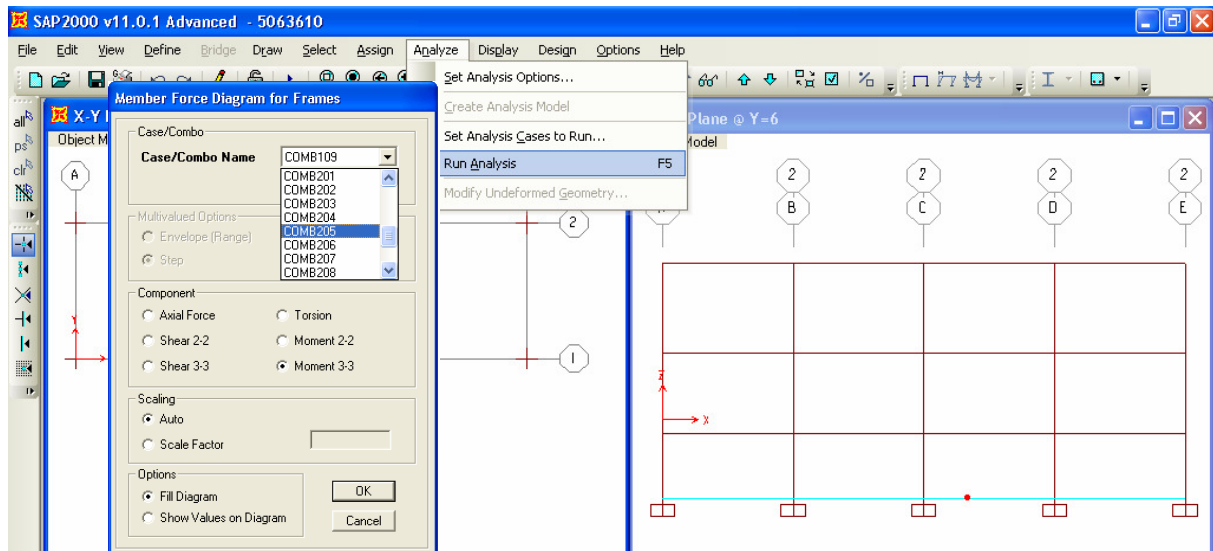 SAP2000 v11.0.1 Advanced - 5063610
File Edit View Define Bridge Draw Select Assign Analyze Display Design Options Help
Set Analysis Options...
Create Analysis Model
Set Analysis Cases to Run...
Run Analysis F5
Modify Undeformed Geometry...
all
ps
clr
X-Y
Object M
Plane @ Y=6
Model
Member Force Diagram for Frames
Case/Combo
Case/Combo Name COMB109
COMB201
COMB202
COMB203
COMB204
COMB205
COMB206
COMB207
COMB208
Multivalued Options
Envelope (Range)
Step
Component
Axial Force Torsion
Shear 2-2 Moment 2-2
Shear 3-3 Moment 3-3
Scaling
Auto
Scale Factor
Options
Fill Diagram
Show Values on Diagram
OK
Cancel
A
Y
2
1
2 2 2 2
B C D E
Z
X